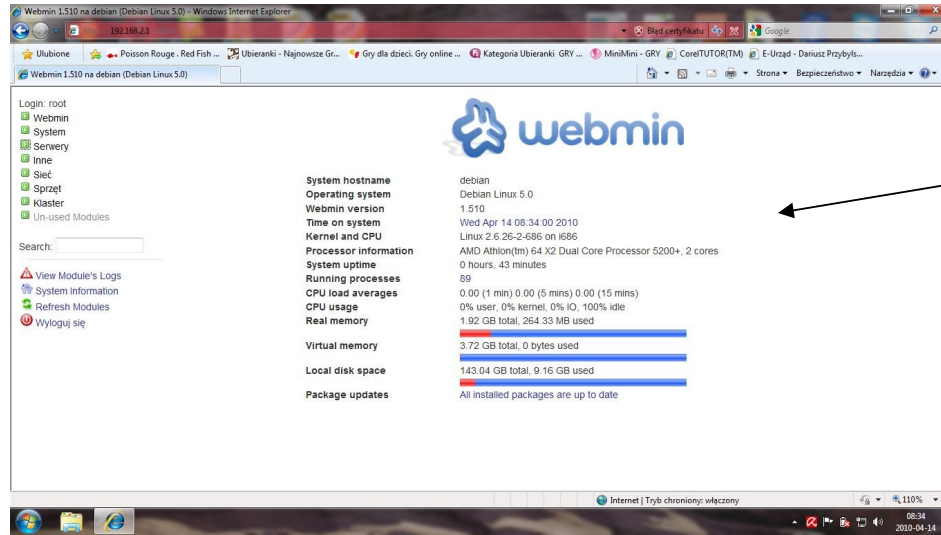 Webmin 1.510 na debian (Debian Linux 5.0) - Windows Internet Explorer
192.168.2.1
Błąd certyfikatu
Google
Ulubione
Poisson Rouge . Red Fish ...
Ubieranki - Najnowsze Gr...
Gry dla dzieci. Gry online ...
Kategoria Ubieranki GRY ...
MiniMini - GRY
CorelTUTOR(TM)
E-Urząd - Dariusz Przybyls...
Webmin 1.510 na debian (Debian Linux 5.0)
Strona
Bezpieczeństwo
Narzędzia
Login: root
Webmin
System
Serwery
Inne
Sieć
Sprzęt
Klaster
Un-used Modules
Search:
View Module's Logs
System Information
Refresh Modules
Wyloguj się
webmin
System hostname debian
Operating system Debian Linux 5.0
Webmin version 1.510
Time on system Wed Apr 14 08:34:00 2010
Kernel and CPU Linux 2.6.26-2-686 on i686
Processor information AMD Athlon(tm) 64 X2 Dual Core Processor 5200+, 2 cores
System uptime 0 hours, 43 minutes
Running processes 89
CPU load averages 0.00 (1 min) 0.00 (5 mins) 0.00 (15 mins)
CPU usage 0% user, 0% kernel, 0% IO, 100% idle
Real memory 1.92 GB total, 264.33 MB used
Virtual memory 3.72 GB total, 0 bytes used
Local disk space 143.04 GB total, 9.16 GB used
Package updates All installed packages are up to date
Internet | Tryb chroniony: włączony
110%
08:34
2010-04-14